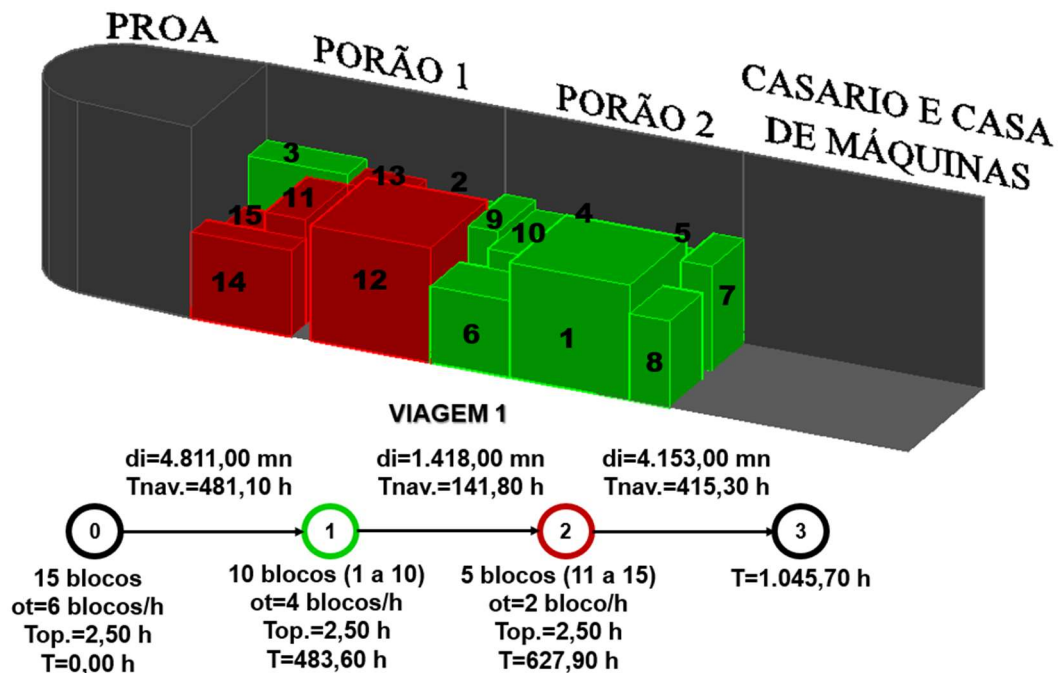 PROA
PORÃO 1
PORÃO 2
CASARIO E CASA
DE MÁQUINAS
3
13
2
11
15
9
4
10
5
14
12
6
1
8
7
VIAGEM 1
di=4.811,00 mn
Tnav.=481,10 h
di=1.418,00 mn
Tnav.=141,80 h
di=4.153,00 mn
Tnav.=415,30 h
0
1
2
3
15 blocos
ot=6 blocos/h
Top.=2,50 h
T=0,00 h
10 blocos (1 a 10)
ot=4 blocos/h
Top.=2,50 h
T=483,60 h
5 blocos (11 a 15)
ot=2 bloco/h
Top.=2,50 h
T=627,90 h
T=1.045,70 h